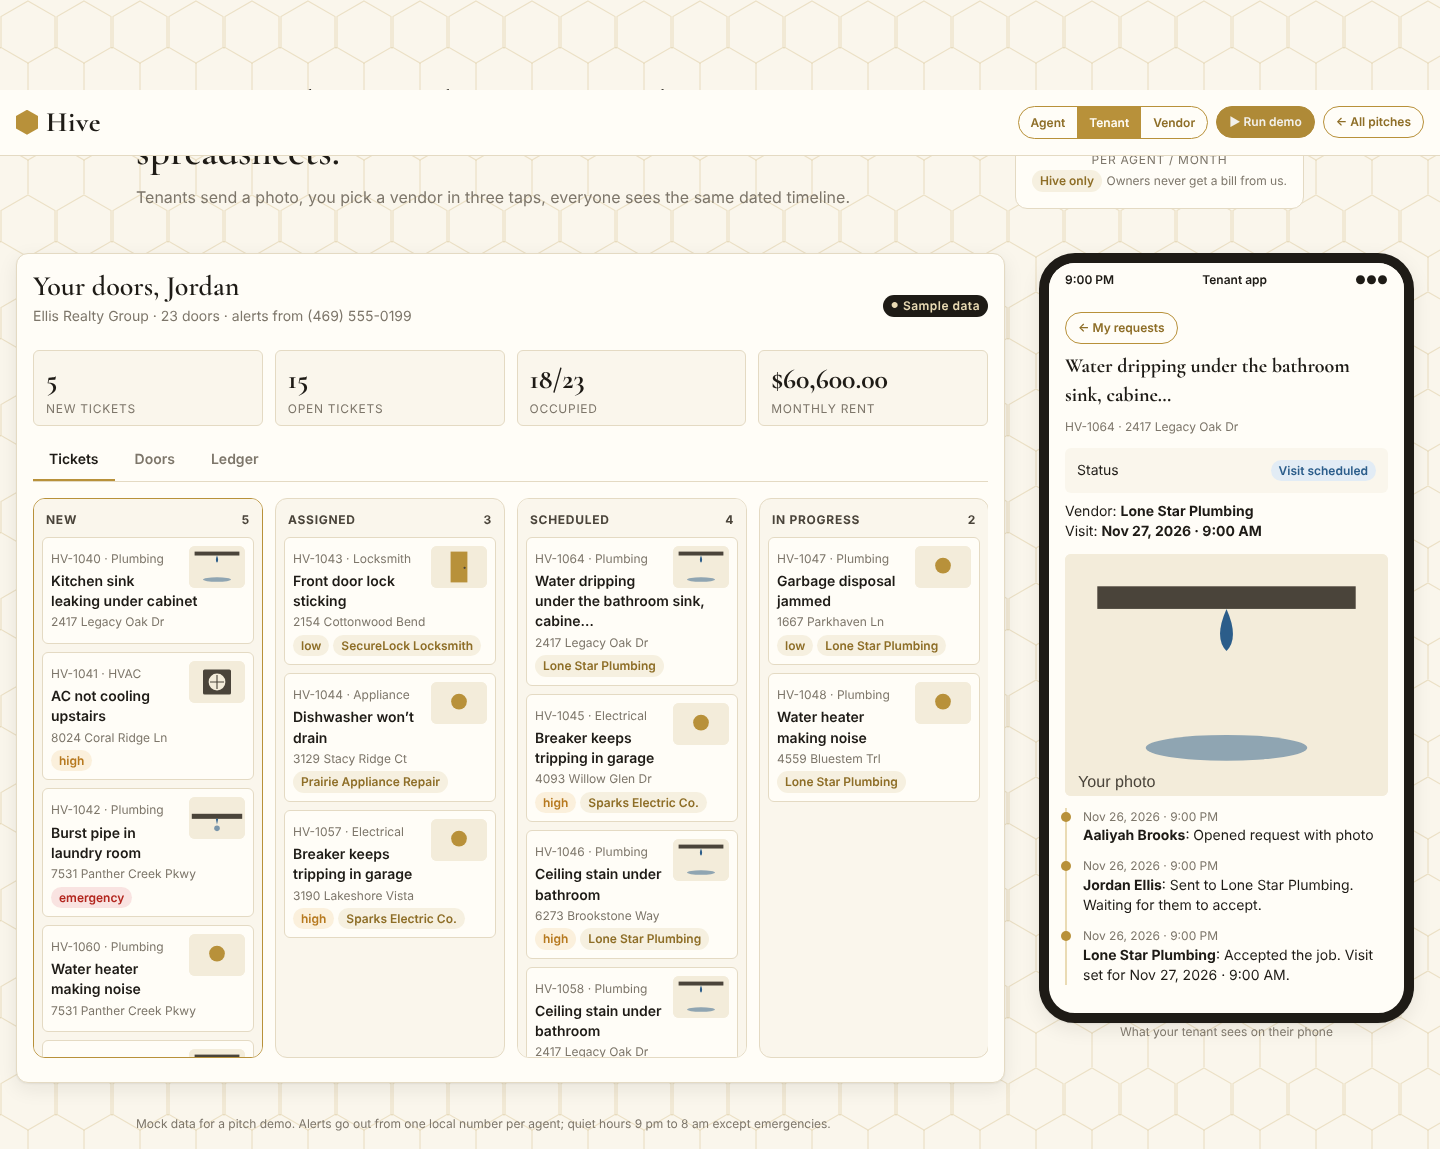 Hive
Agent
Tenant
Vendor
▶ Run demo
← All pitches
spreadsheets.
Tenants send a photo, you pick a vendor in three taps, everyone sees the same dated timeline.
PER AGENT / MONTH
Hive only Owners never get a bill from us.
Your doors, Jordan
Ellis Realty Group · 23 doors · alerts from (469) 555-0199
Sample data
5
NEW TICKETS
15
OPEN TICKETS
18/23
OCCUPIED
$60,600.00
MONTHLY RENT
Tickets
Doors
Ledger
NEW 5
HV-1040 · Plumbing
Kitchen sink
leaking under cabinet
2417 Legacy Oak Dr
HV-1041 · HVAC
AC not cooling
upstairs
8024 Coral Ridge Ln
high
HV-1042 · Plumbing
Burst pipe in
laundry room
7531 Panther Creek Pkwy
emergency
HV-1060 · Plumbing
Water heater
making noise
7531 Panther Creek Pkwy
ASSIGNED 3
HV-1043 · Locksmith
Front door lock
sticking
2154 Cottonwood Bend
low SecureLock Locksmith
HV-1044 · Appliance
Dishwasher won’t
drain
3129 Stacy Ridge Ct
Prairie Appliance Repair
HV-1057 · Electrical
Breaker keeps
tripping in garage
3190 Lakeshore Vista
high Sparks Electric Co.
SCHEDULED 4
HV-1064 · Plumbing
Water dripping
under the bathroom sink,
cabine…
2417 Legacy Oak Dr
Lone Star Plumbing
HV-1045 · Electrical
Breaker keeps
tripping in garage
4093 Willow Glen Dr
high Sparks Electric Co.
HV-1046 · Plumbing
Ceiling stain under
bathroom
6273 Brookstone Way
high Lone Star Plumbing
HV-1058 · Plumbing
Ceiling stain under
bathroom
2417 Legacy Oak Dr
IN PROGRESS 2
HV-1047 · Plumbing
Garbage disposal
jammed
1667 Parkhaven Ln
low Lone Star Plumbing
HV-1048 · Plumbing
Water heater
making noise
4559 Bluestem Trl
Lone Star Plumbing
9:00 PM Tenant app
← My requests
Water dripping under the bathroom
sink, cabine…
HV-1064 · 2417 Legacy Oak Dr
Status Visit scheduled
Vendor: Lone Star Plumbing
Visit: Nov 27, 2026 · 9:00 AM
Your photo
Nov 26, 2026 · 9:00 PM
Aaliyah Brooks: Opened request with photo
Nov 26, 2026 · 9:00 PM
Jordan Ellis: Sent to Lone Star Plumbing.
Waiting for them to accept.
Nov 26, 2026 · 9:00 PM
Lone Star Plumbing: Accepted the job. Visit
set for Nov 27, 2026 · 9:00 AM.
What your tenant sees on their phone
Mock data for a pitch demo. Alerts go out from one local number per agent; quiet hours 9 pm to 8 am except emergencies.